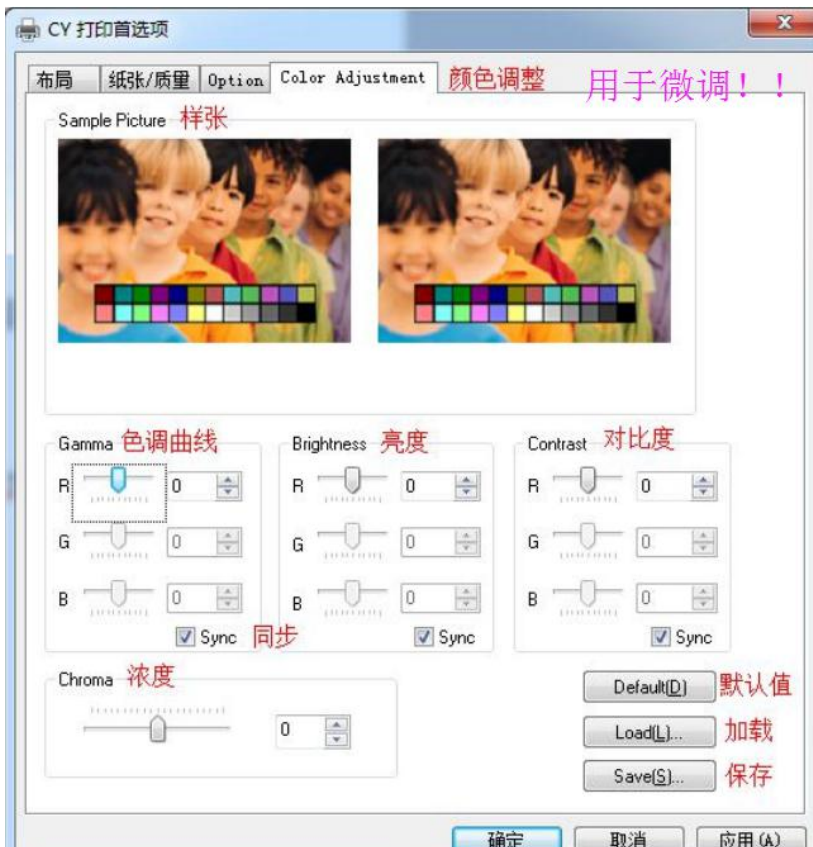 CY 打印首选项
布局 纸张/质量 Option Color Adjustment 颜色调整 用于微调！！
Sample Picture 样张
Gamma 色调曲线 Brightness 亮度 Contrast 对比度
R 0 R 0 R 0
G 0 G 0 G 0
B 0 B 0 B 0
Sync 同步 Sync Sync
Chroma 浓度
0
Default(D) 默认值
Load(L)... 加载
Save(S)... 保存
确定 取消 应用(A)